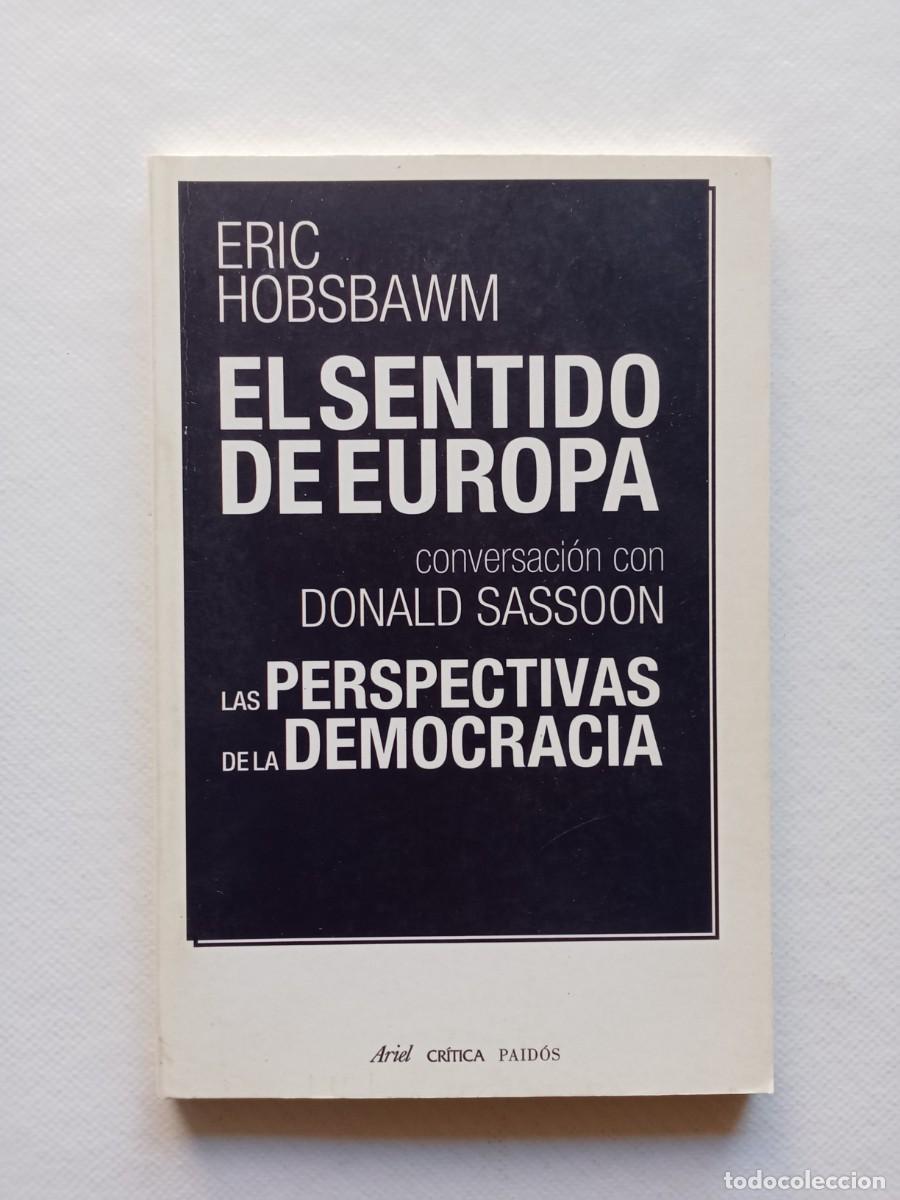 ERIC
HOBSBAWM
EL SENTIDO
DE EUROPA
conversación con
DONALD SASSOON
LAS PERSPECTIVAS
DE LA DEMOCRACIA
Ariel CRÍTICA PAIDÓS
todocoleccion